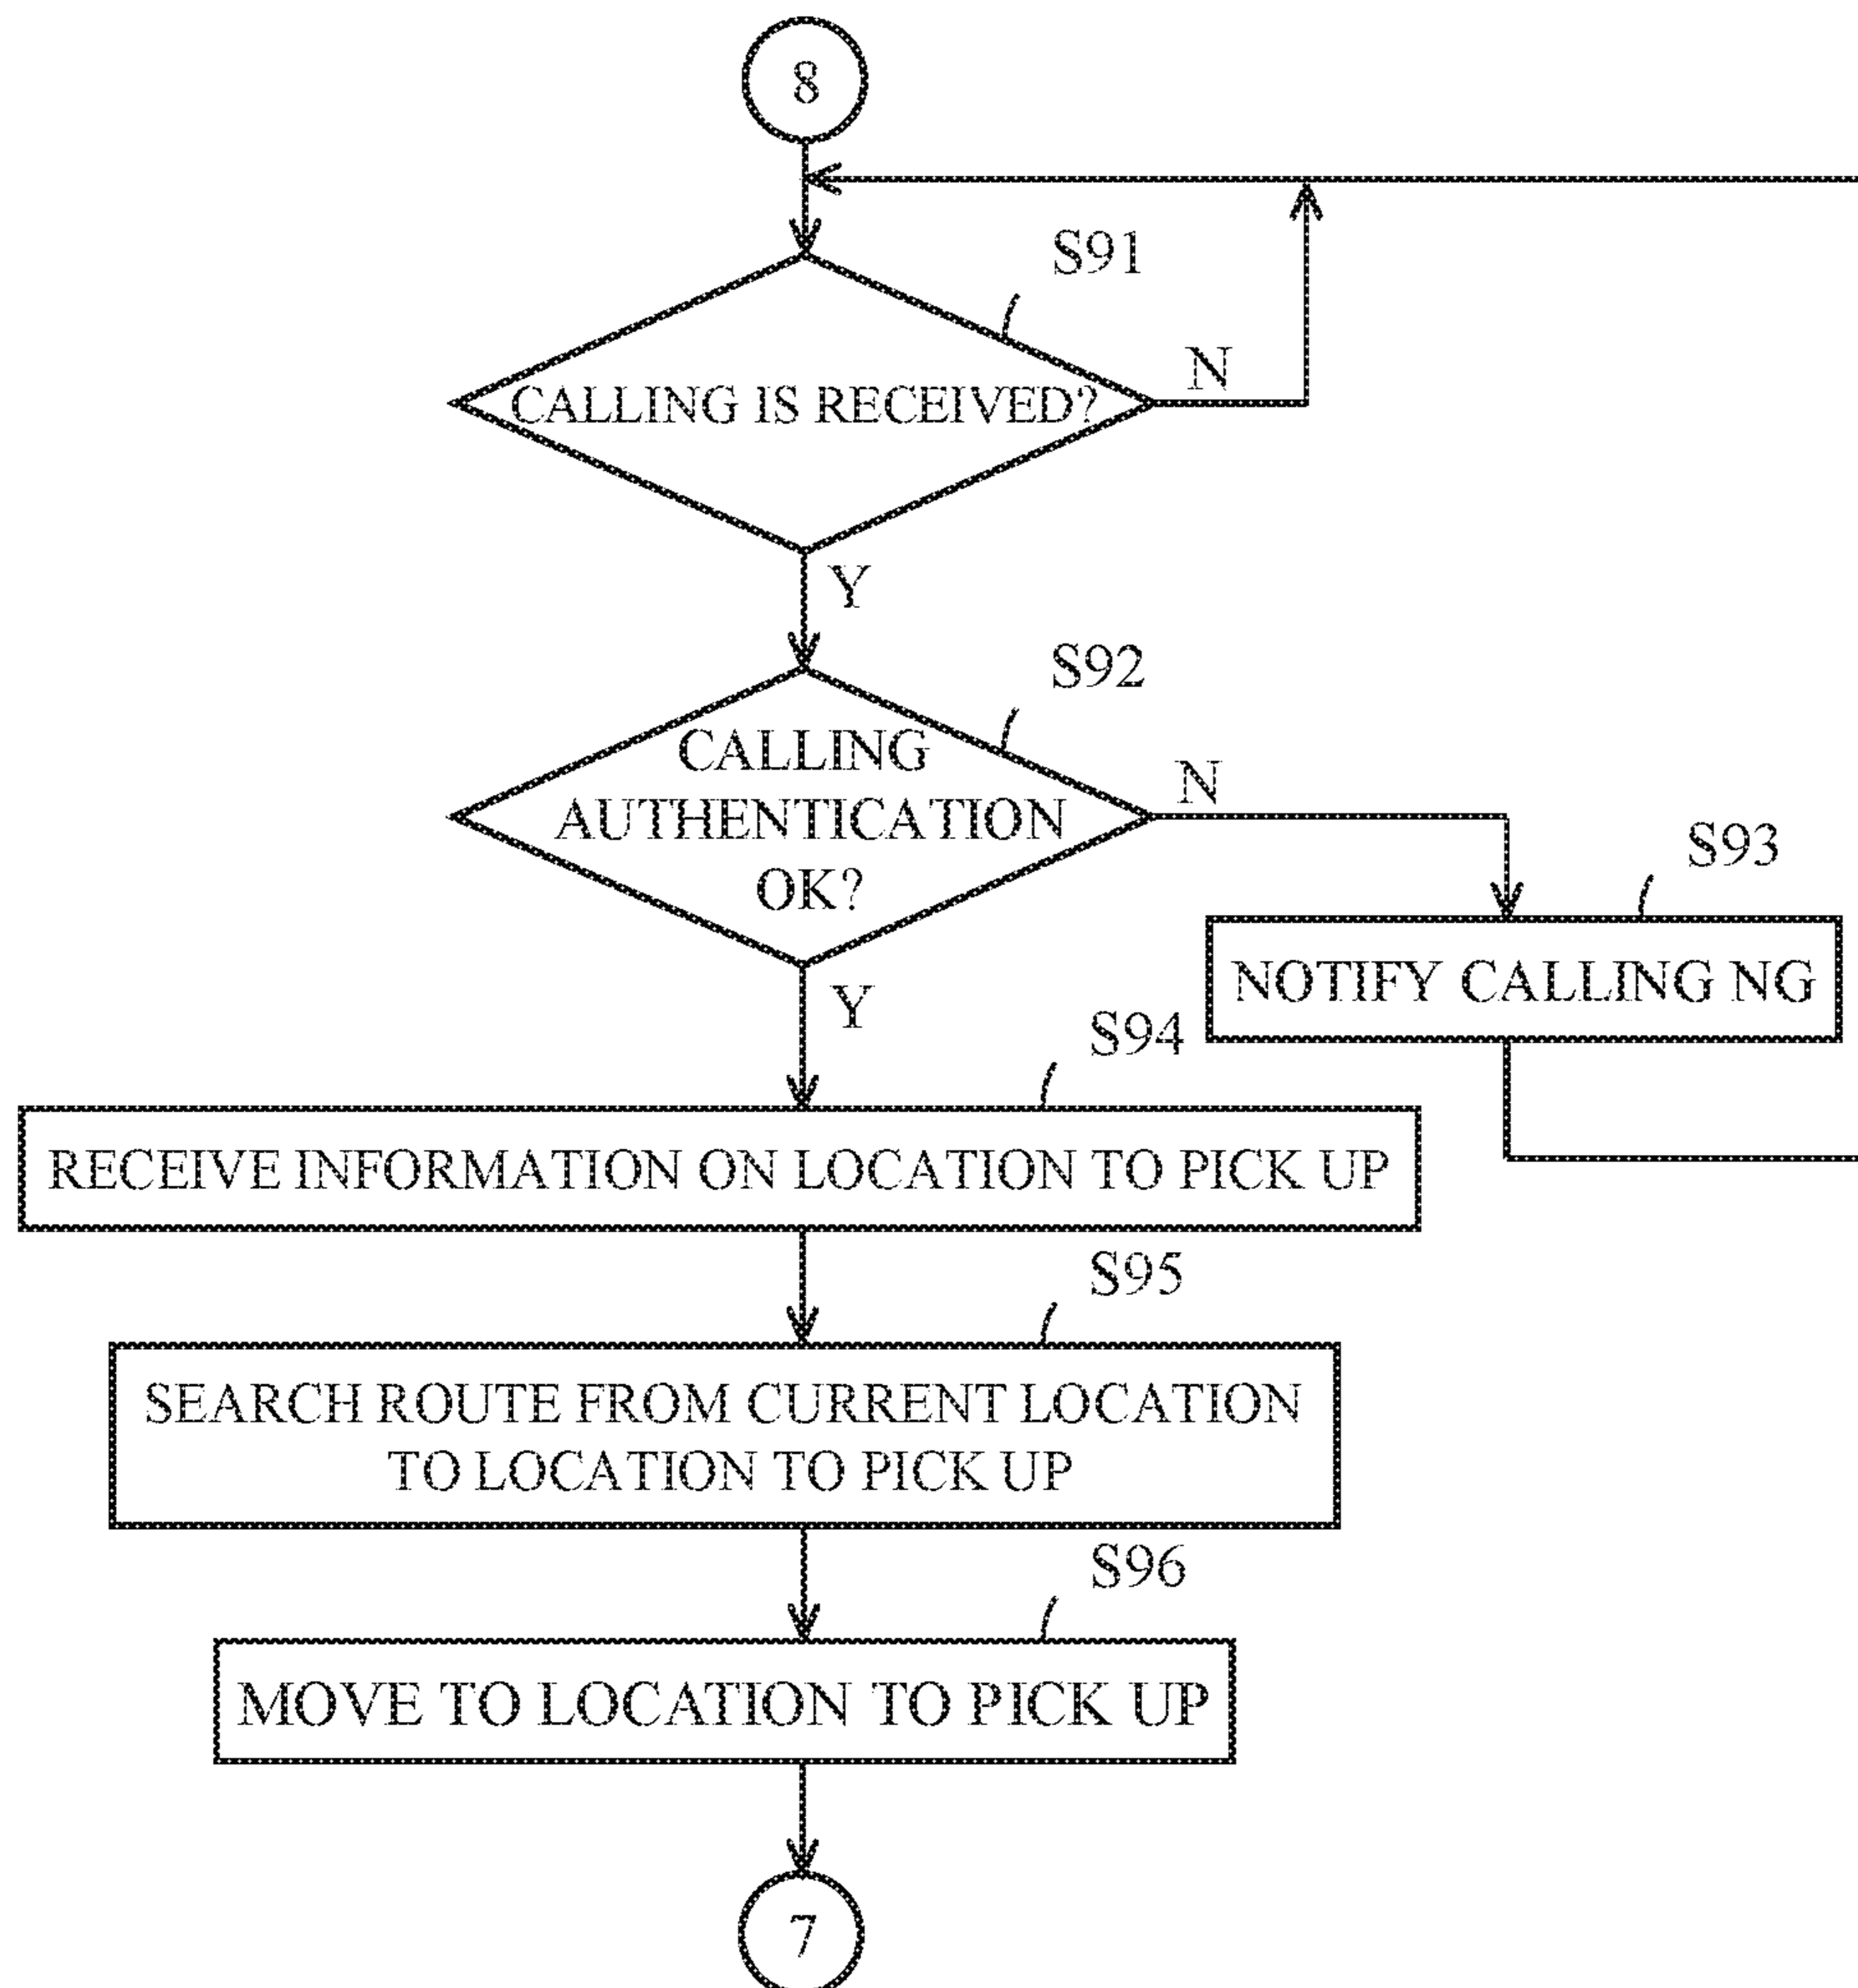 8
S91
CALLING IS RECEIVED?
N
Y
S92
CALLING
AUTHENTICATION
OK?
N
S93
NOTIFY CALLING NG
Y
S94
RECEIVE INFORMATION ON LOCATION TO PICK UP
S95
SEARCH ROUTE FROM CURRENT LOCATION
TO LOCATION TO PICK UP
S96
MOVE TO LOCATION TO PICK UP
7